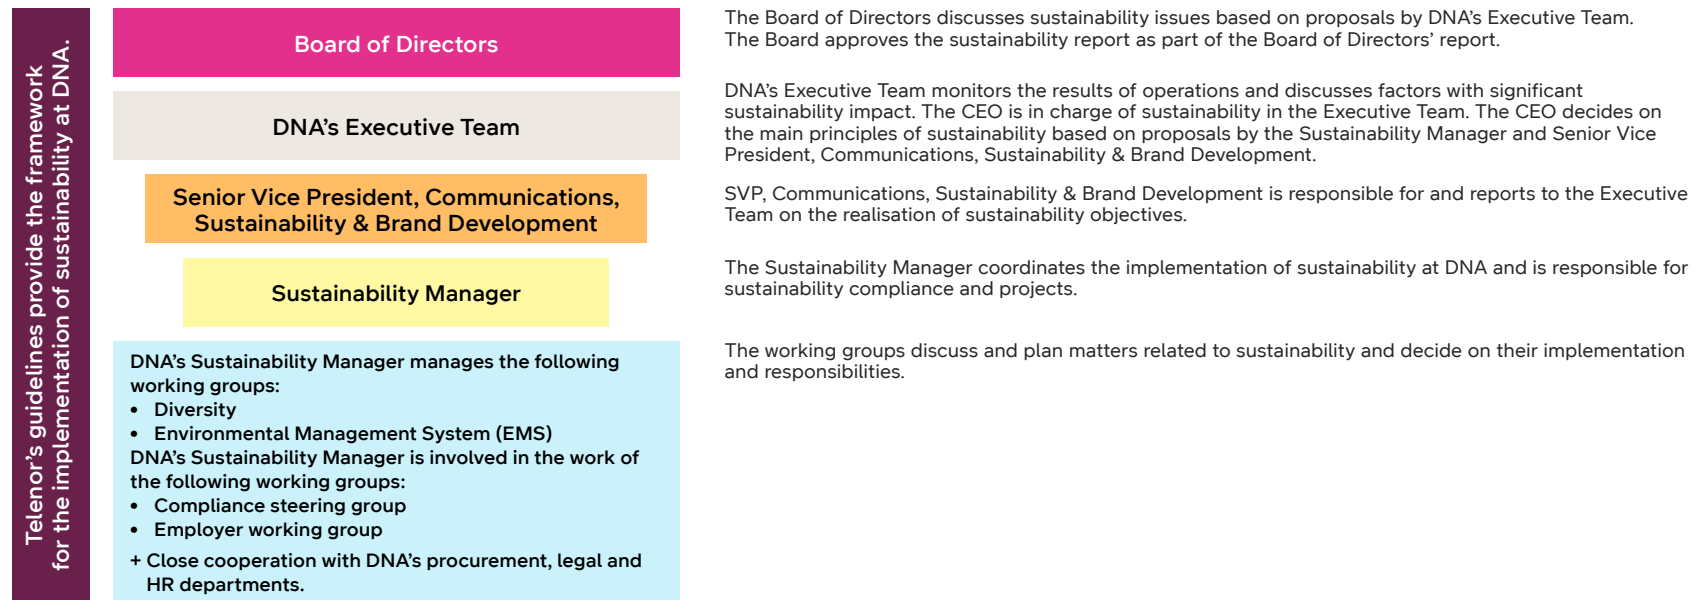 Telenor's guidelines provide the framework
for the implementation of sustainability at DNA.
Board of Directors
The Board of Directors discusses sustainability issues based on proposals by DNA's Executive Team.
The Board approves the sustainability report as part of the Board of Directors' report.
DNA's Executive Team
DNA's Executive Team monitors the results of operations and discusses factors with significant
sustainability impact. The CEO is in charge of sustainability in the Executive Team. The CEO decides on
the main principles of sustainability based on proposals by the Sustainability Manager and Senior Vice
President, Communications, Sustainability & Brand Development.
Senior Vice President, Communications,
Sustainability & Brand Development
SVP, Communications, Sustainability & Brand Development is responsible for and reports to the Executive
Team on the realisation of sustainability objectives.
Sustainability Manager
The Sustainability Manager coordinates the implementation of sustainability at DNA and is responsible for
sustainability compliance and projects.
DNA's Sustainability Manager manages the following
working groups:
• Diversity
• Environmental Management System (EMS)
DNA's Sustainability Manager is involved in the work of
the following working groups:
• Compliance steering group
• Employer working group
+ Close cooperation with DNA's procurement, legal and
HR departments.
The working groups discuss and plan matters related to sustainability and decide on their implementation
and responsibilities.